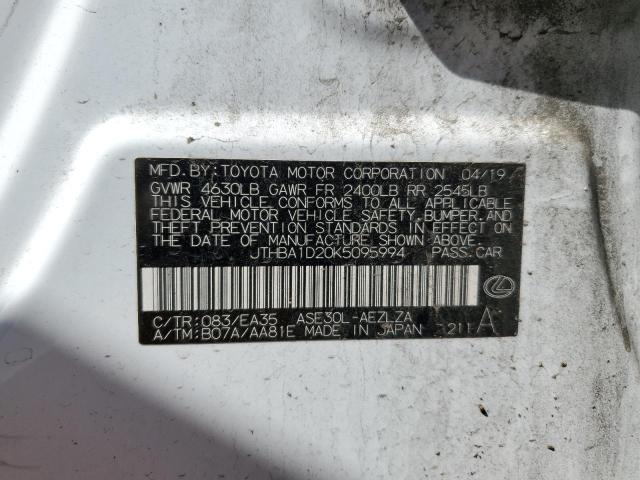 MFD. BY: TOYOTA MOTOR CORPORATION 04/19
GVWR 4630LB GAWR-FR 2400LB RR 2545LB
THIS VEHICLE CONFORMS TO ALL APPLICABLE
FEDERAL MOTOR VEHICLE SAFETY, BUMPER, AND
THEFT PREVENTION STANDARDS IN EFFECT ON
THE DATE OF MANUFACTURE SHOWN ABOVE.
JTHBA1D20K5095994 PASS. CAR
C/TR: 083/EA35 ASE30L-AEZLZA
A/TM: B07A/AA81E MADE IN JAPAN 211 A